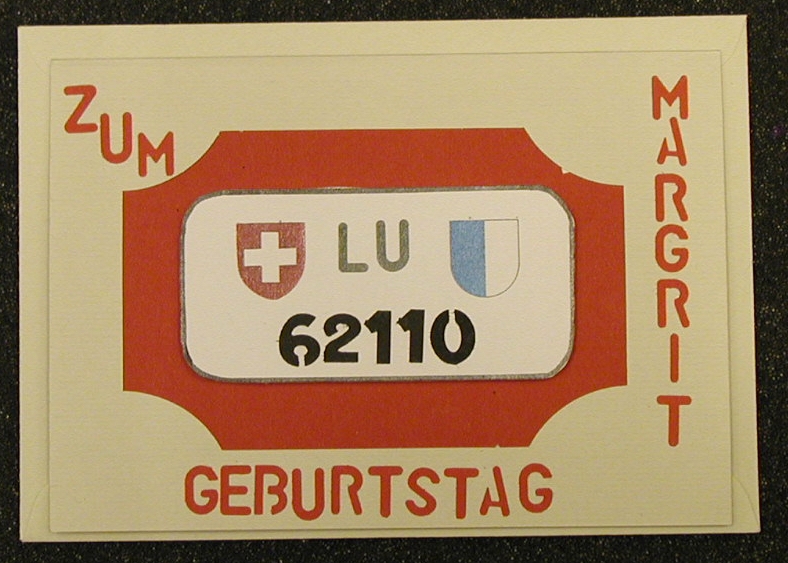 ZUM
MARGRIT
LU
62110
GEBURTSTAG